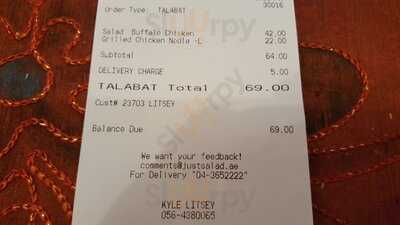 30016
Order Type: TALABAT
Salad Buffalo Chicken 42.00
Grilled Chicken Nodle -L 22.00
Subtotal 64.00
DELIVERY CHARGE 5.00
TALABAT Total 69.00
Cust# 23703 LITSEY
Balance Due 69.00
We want your feedback!
comments@justsalad.ae
For Delivery "04-3652222"
KYLE LITSEY
056-4380065